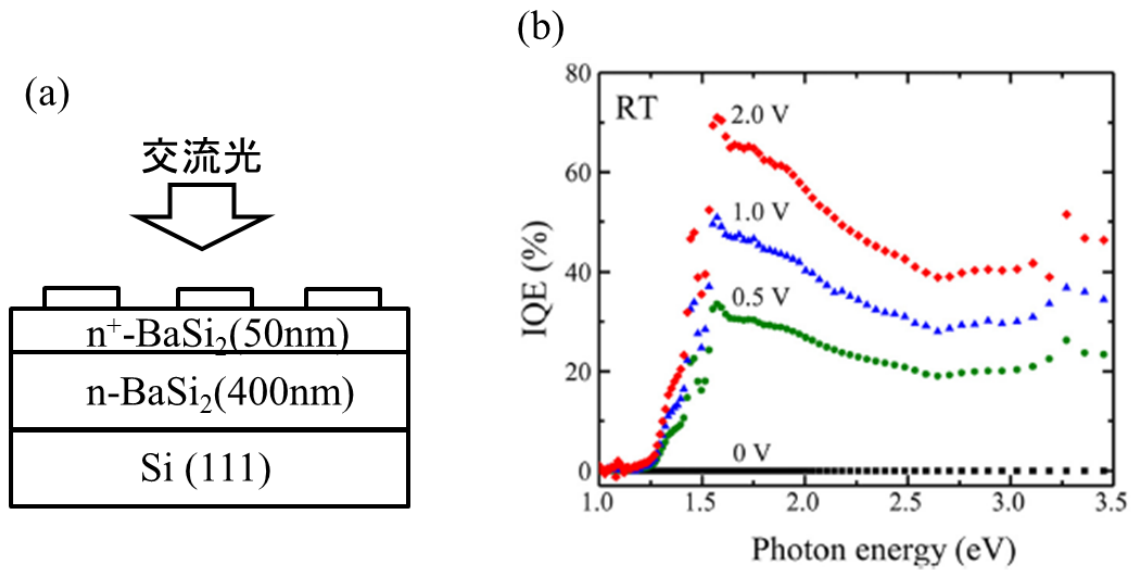 (a)
交流光
n⁺-BaSi₂(50nm)
n-BaSi₂(400nm)
Si (111)
(b)
RT
2.0 V
1.0 V
0.5 V
0 V
80
60
40
20
0
IQE (%)
1.0 1.5 2.0 2.5 3.0 3.5
Photon energy (eV)